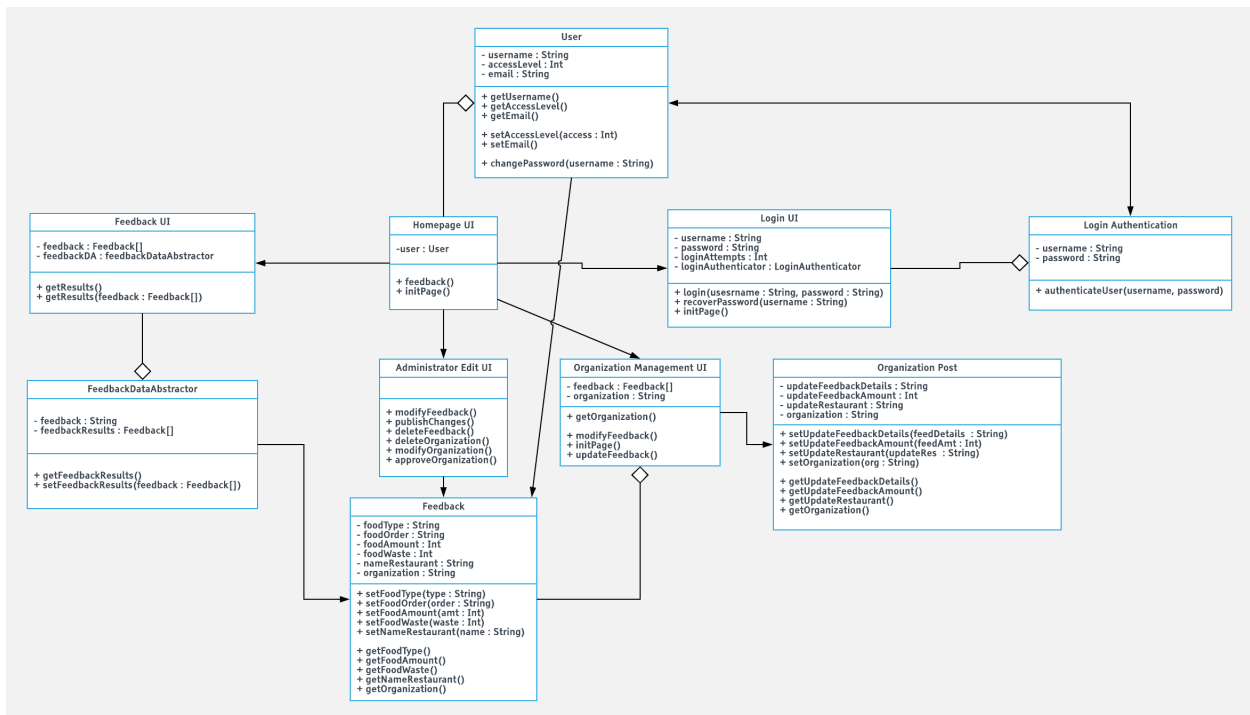 User
- username : String
- accessLevel : Int
- email : String
+ getUsername()
+ getAccessLevel()
+ getEmail()
+ setAccessLevel(access : Int)
+ setEmail()
+ changePassword(username : String)
Feedback UI
- feedback : Feedback[]
- feedbackDA : feedbackDataAbstractor
+ getResults()
+ getResults(feedback : Feedback[])
Homepage UI
-user : User
+ feedback()
+ initPage()
Login UI
- username : String
- password : String
- loginAttempts : Int
- loginAuthenticator : LoginAuthenticator
+ login(usesrname : String, password : String)
+ recoverPassword(username : String)
+ initPage()
Login Authentication
- username : String
- password : String
+ authenticateUser(username, password)
FeedbackDataAbstractor
- feedback : String
- feedbackResults : Feedback[]
+ getFeedbackResults()
+ setFeedbackResults(feedback : Feedback[])
Administrator Edit UI
+ modifyFeedback()
+ publishChanges()
+ deleteFeedback()
+ deleteOrganization()
+ modifyOrganization()
+ approveOrganization()
Organization Management UI
- feedback : Feedback[]
- organization : String
+ getOrganization()
+ modifyFeedback()
+ initPage()
+ updateFeedback()
Organization Post
- updateFeedbackDetails : String
- updateFeedbackAmount : Int
- updateRestaurant : String
- organization : String
+ setUpdateFeedbackDetails(feedDetails : String)
+ setUpdateFeedbackAmount(feedAmt : Int)
+ setUpdateRestaurant(updateRes : String)
+ setOrganization(org : String)
+ getUpdateFeedbackDetails()
+ getUpdateFeedbackAmount()
+ getUpdateRestaurant()
+ getOrganization()
Feedback
- foodType : String
- foodOrder : String
- foodAmount : Int
- foodWaste : Int
- nameRestaurant : String
- organization : String
+ setFoodType(type : String)
+ setFoodOrder(order : String)
+ setFoodAmount(amt : Int)
+ setFoodWaste(waste : Int)
+ setNameRestaurant(name : String)
+ getFoodType()
+ getFoodAmount()
+ getFoodWaste()
+ getNameRestaurant()
+ getOrganization()